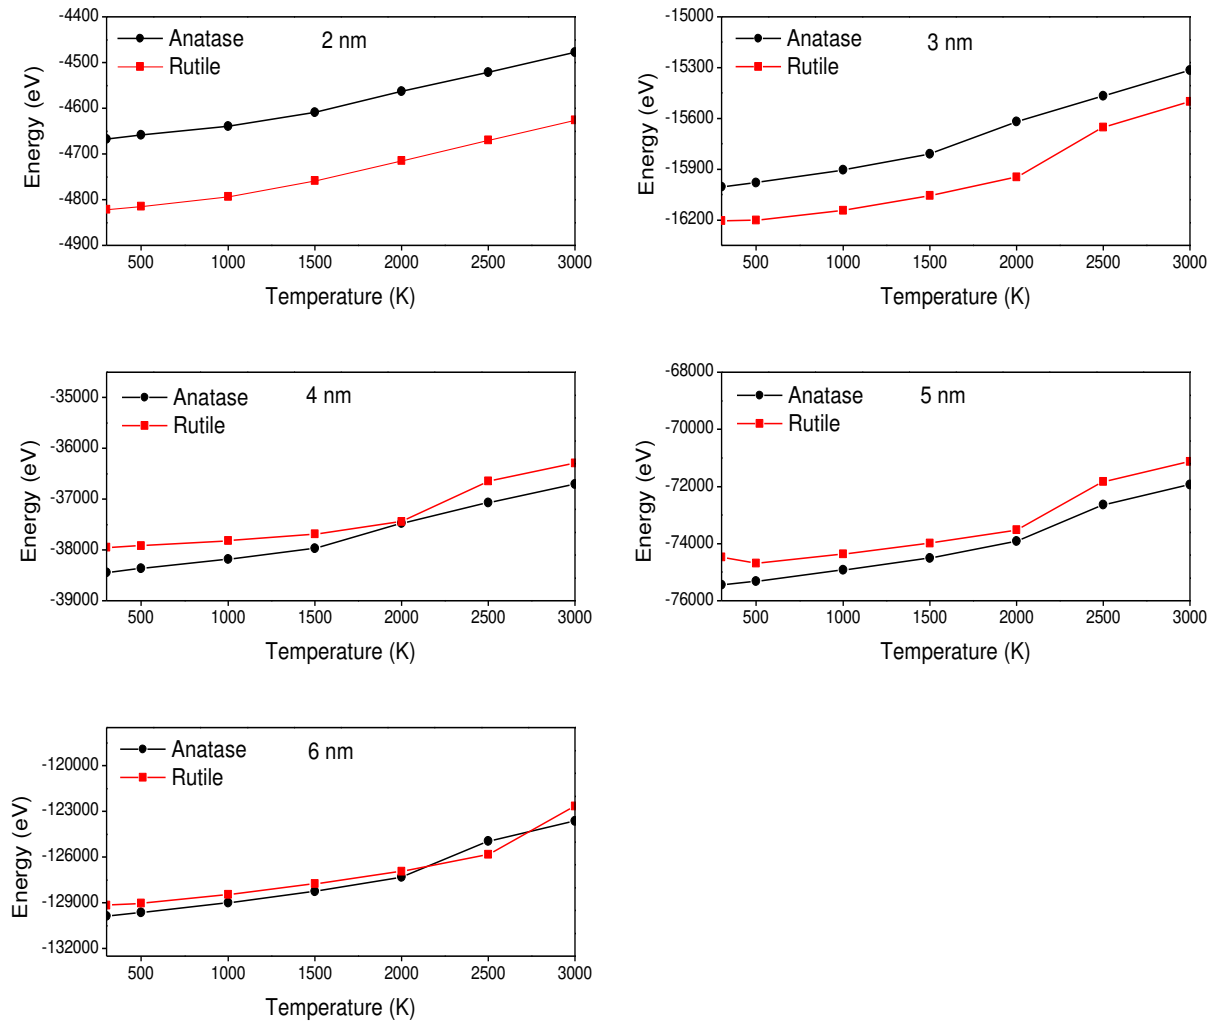 -4400
-4500
-4600
-4700
-4800
-4900
Energy (eV)
Anatase
Rutile
2 nm
500 1000 1500 2000 2500 3000
Temperature (K)
-15000
-15300
-15600
-15900
-16200
Energy (eV)
Anatase
Rutile
3 nm
500 1000 1500 2000 2500 3000
Temperature (K)
-35000
-36000
-37000
-38000
-39000
Energy (eV)
Anatase
Rutile
4 nm
500 1000 1500 2000 2500 3000
Temperature (K)
-68000
-70000
-72000
-74000
-76000
Energy (eV)
Anatase
Rutile
5 nm
500 1000 1500 2000 2500 3000
Temperature (K)
-120000
-123000
-126000
-129000
-132000
Energy (eV)
Anatase
Rutile
6 nm
500 1000 1500 2000 2500 3000
Temperature (K)